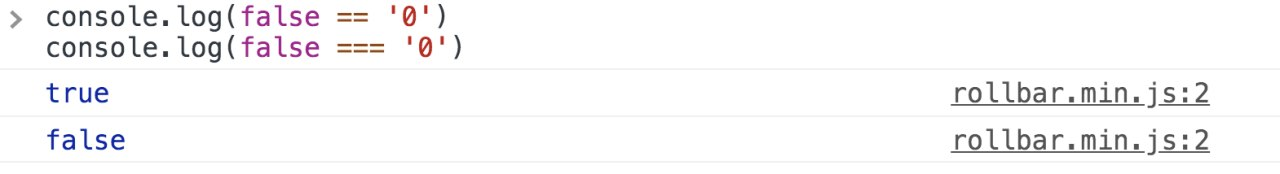 > console.log(false == '0')
console.log(false === '0')
true rollbar.min.js:2
false rollbar.min.js:2